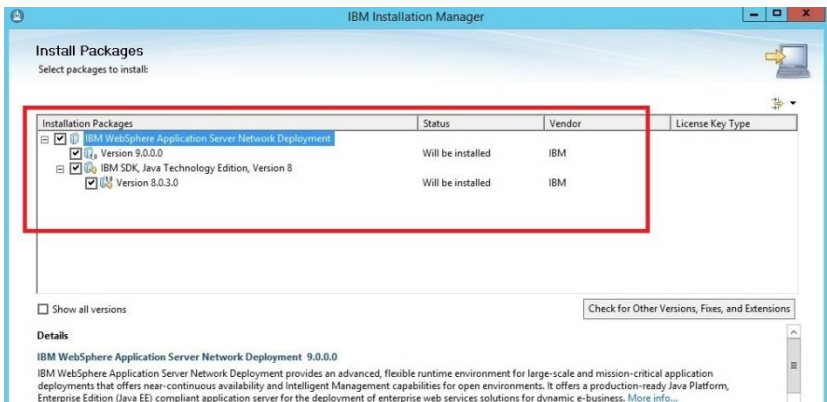 IBM Installation Manager
Install Packages
Select packages to install:
Installation Packages Status Vendor License Key Type
IBM WebSphere Application Server Network Deployment
Version 9.0.0.0 Will be installed IBM
IBM SDK, Java Technology Edition, Version 8
Version 8.0.3.0 Will be installed IBM
Show all versions Check for Other Versions, Fixes, and Extensions
Details
IBM WebSphere Application Server Network Deployment 9.0.0.0
IBM WebSphere Application Server Network Deployment provides an advanced, flexible runtime environment for large-scale and mission-critical application
deployments that offers near-continuous availability and Intelligent Management capabilities for open environments. It offers a production-ready Java Platform,
Enterprise Edition (Java EE) compliant application server for the deployment of enterprise web services solutions for dynamic e-business. More info...